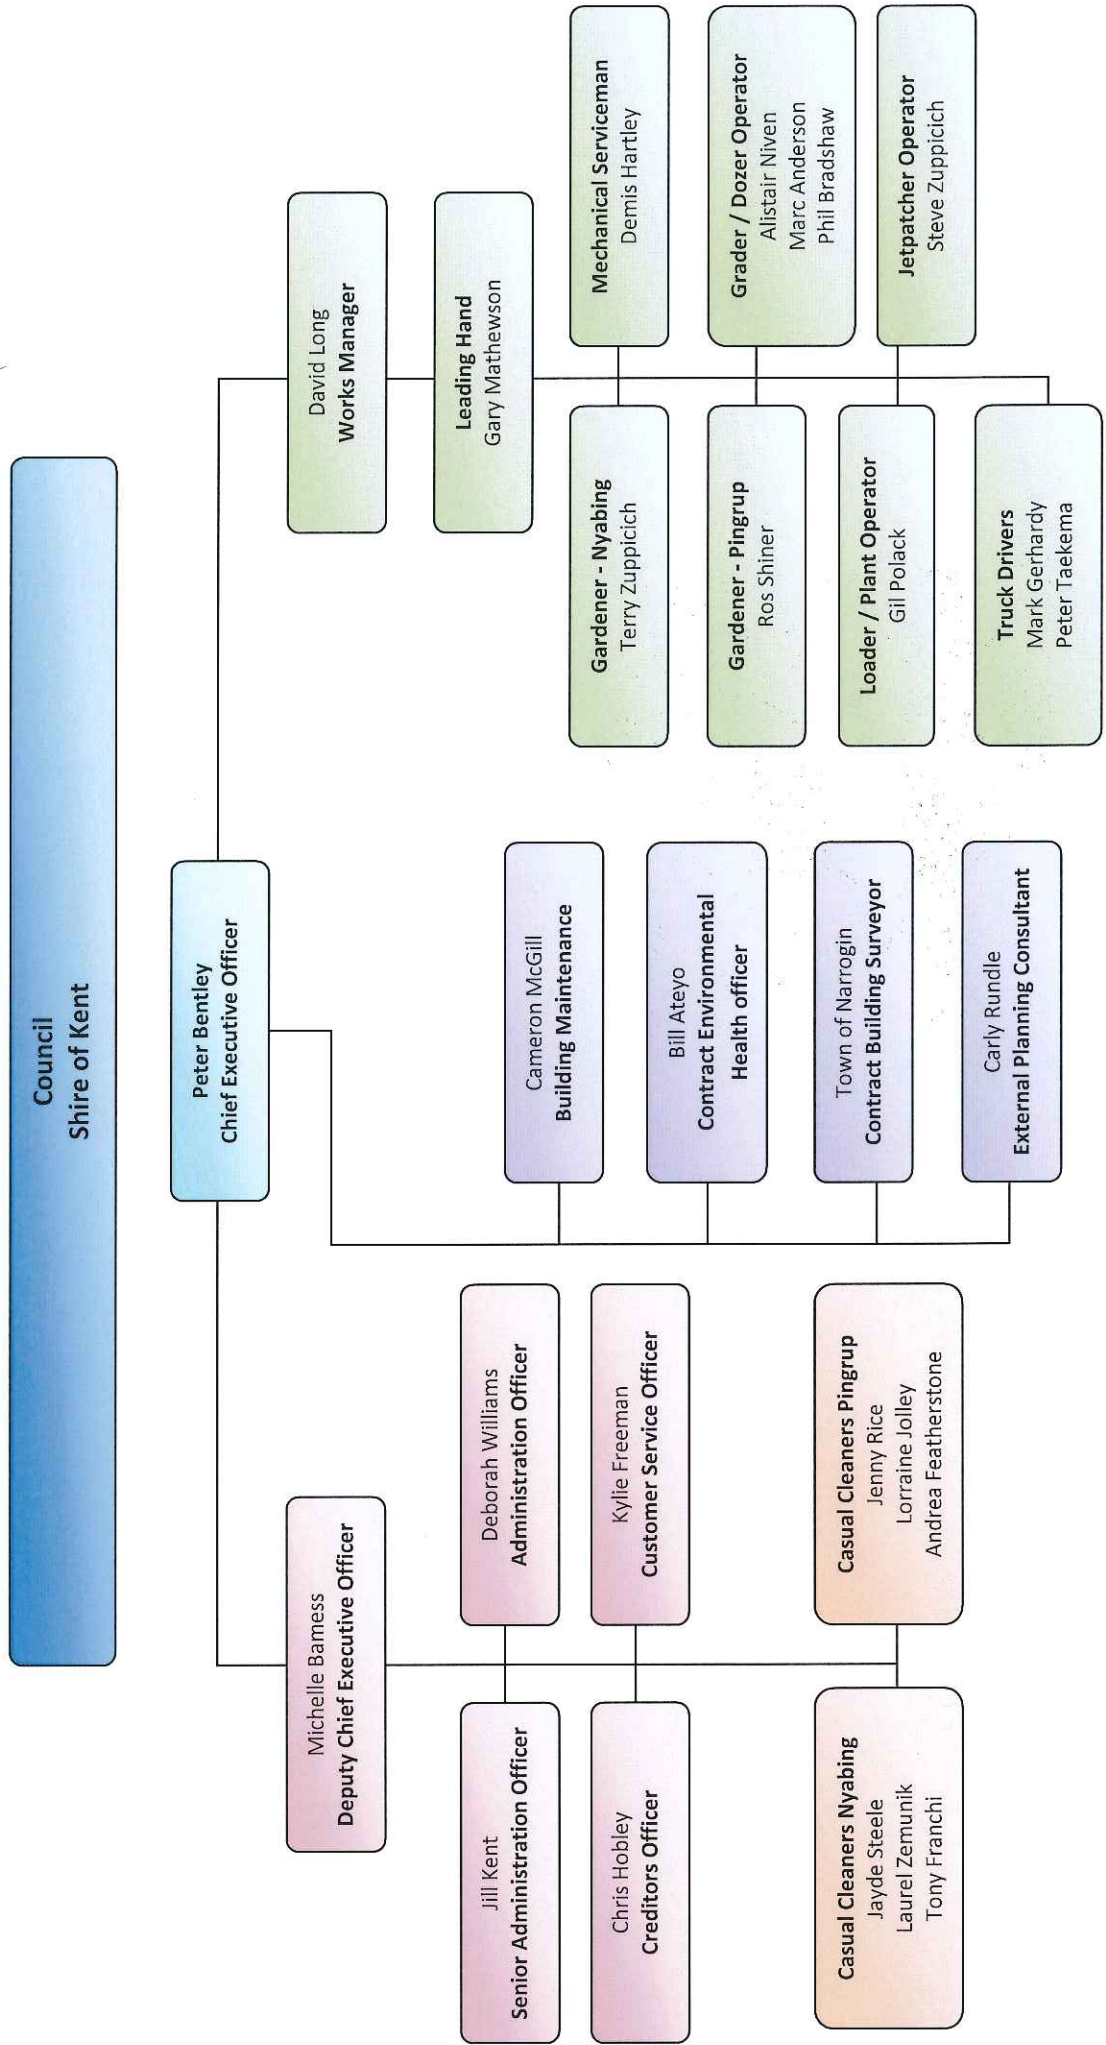 Council
Shire of Kent
Peter Bentley
Chief Executive Officer
Michelle Bamess
Deputy Chief Executive Officer
Jill Kent
Senior Administration Officer
Deborah Williams
Administration Officer
Chris Hobley
Creditors Officer
Kylie Freeman
Customer Service Officer
Casual Cleaners Nyabing
Jayde Steele
Laurel Zemunik
Tony Franchi
Casual Cleaners Pingrup
Jenny Rice
Lorraine Jolley
Andrea Featherstone
Cameron McGill
Building Maintenance
Bill Ateyo
Contract Environmental
Health officer
Town of Narrogin
Contract Building Surveyor
Carly Rundle
External Planning Consultant
David Long
Works Manager
Leading Hand
Gary Mathewson
Gardener - Nyabing
Terry Zuppicich
Mechanical Serviceman
Demis Hartley
Gardener - Pingrup
Ros Shiner
Grader / Dozer Operator
Alistair Niven
Marc Anderson
Phil Bradshaw
Loader / Plant Operator
Gil Polack
Jetpatcher Operator
Steve Zuppicich
Truck Drivers
Mark Gerhardy
Peter Taekema